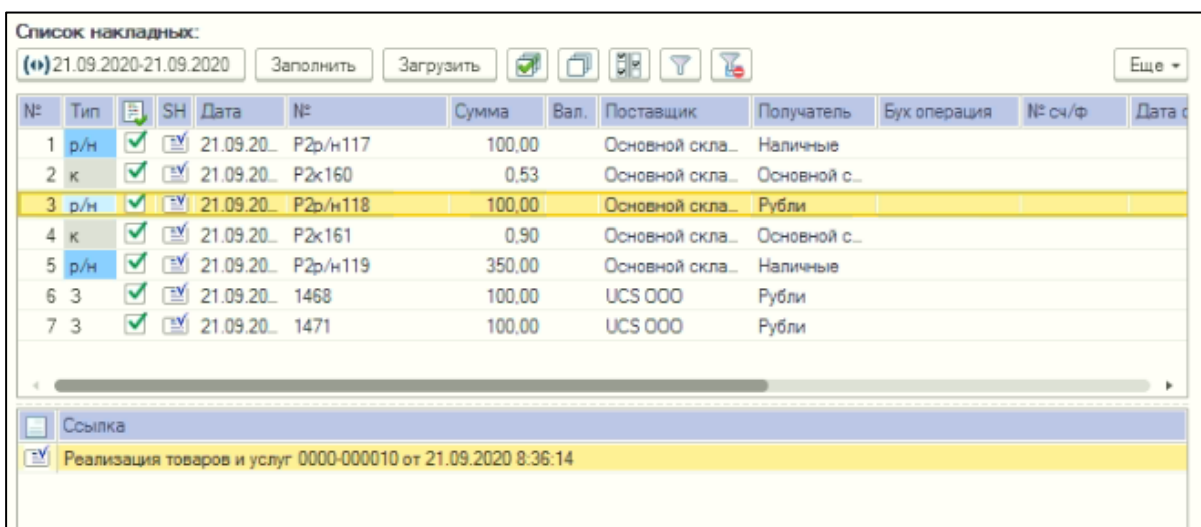 Список накладных:
21.09.2020-21.09.2020 Заполнить Загрузить Еще
№ Тип SH Дата № Сумма Вал. Поставщик Получатель Бух операция № сч/ф Дата с
1 р/н 21.09.20... Р2р/н117 100,00 Основной скла... Наличные
2 к 21.09.20... Р2к160 0,53 Основной скла... Основной с...
3 р/н 21.09.20... Р2р/н118 100,00 Основной скла... Рубли
4 к 21.09.20... Р2к161 0,90 Основной скла... Основной с...
5 р/н 21.09.20... Р2р/н119 350,00 Основной скла... Наличные
6 З 21.09.20... 1468 100,00 UCS ООО Рубли
7 З 21.09.20... 1471 100,00 UCS ООО Рубли
Ссылка
Реализация товаров и услуг 0000-000010 от 21.09.2020 8:36:14